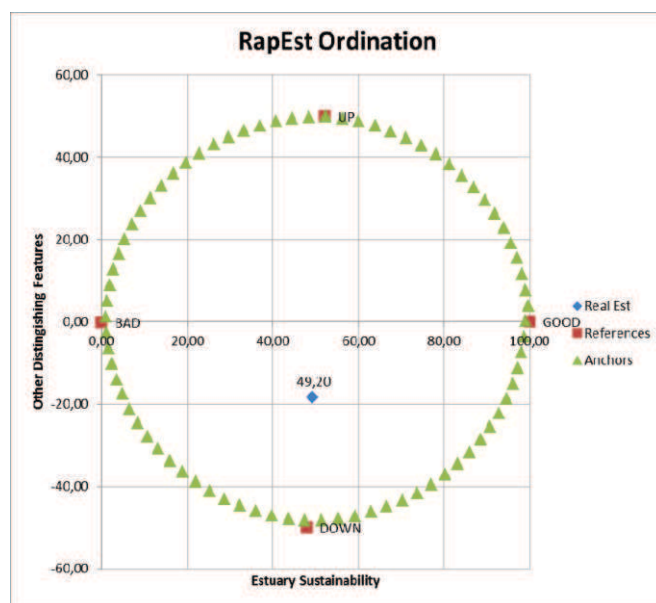 RapEst Ordination
60,00
UP
40,00
20,00
0,00
BAD
GOOD
0,00 20,00 40,00 60,00 80,00 100,00
49,20
-20,00
-40,00
DOWN
-60,00
Other Distingishing Features
Estuary Sustainability
Real Est
References
Anchors